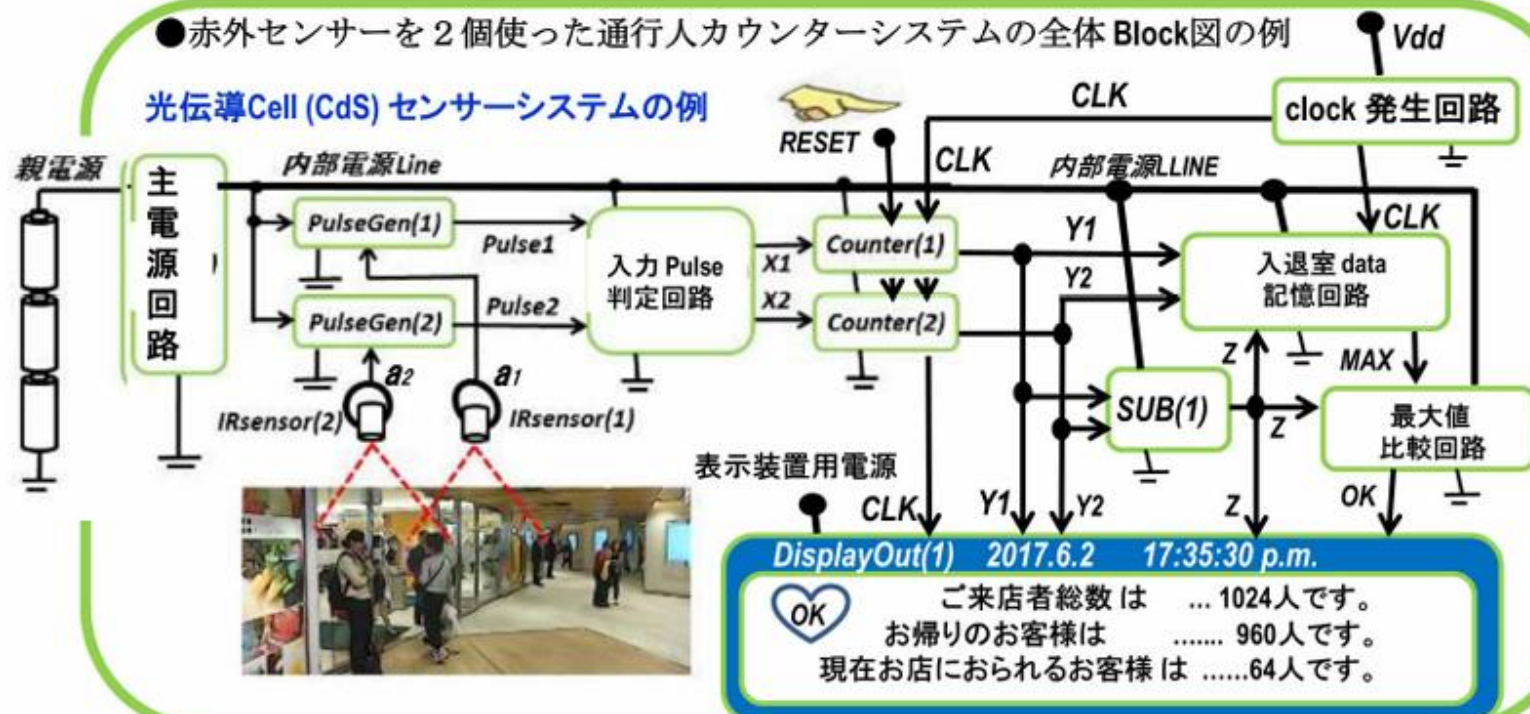 ●赤外センサーを２個使った通行人カウンターシステムの全体 Block図の例
Vdd
光伝導Cell (CdS) センサーシステムの例
CLK
clock 発生回路
RESET
CLK
親電源
主電源回路
内部電源Line
内部電源LLINE
CLK
PulseGen(1)
Pulse1
入力 Pulse
判定回路
X1
Counter(1)
Y1
入退室 data
記憶回路
PulseGen(2)
Pulse2
X2
Counter(2)
Y2
a2
a1
IRsensor(2)
IRsensor(1)
SUB(1)
Z
Z
MAX
最大値
比較回路
表示装置用電源
CLK
Y1
Y2
Z
OK
DisplayOut(1) 2017.6.2 17:35:30 p.m.
OK
ご来店者総数 は ... 1024人です。
お帰りのお客様は ....... 960人です。
現在お店におられるお客様 は ......64人です。